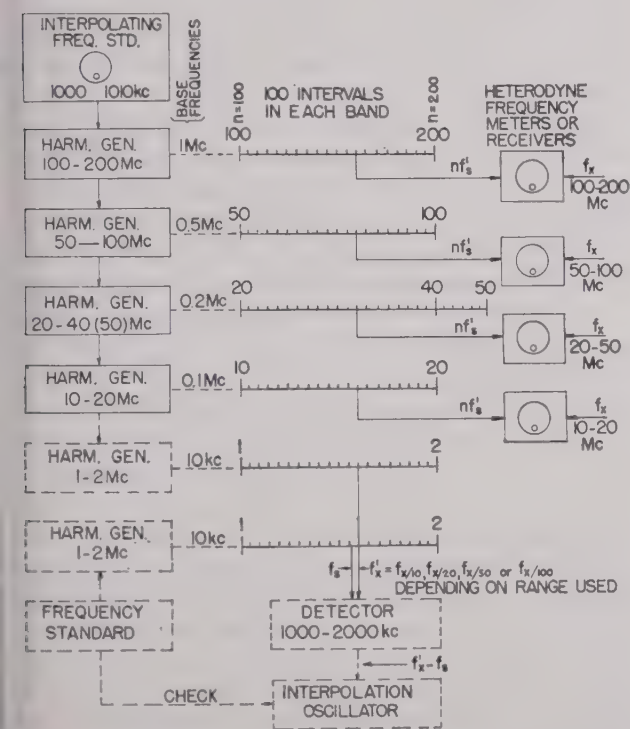 INTERPOLATING
FREQ. STD.
1000 1010kc
(BASE
FREQUENCIES)
n=100
100 INTERVALS
IN EACH BAND
n=200
HETERODYNE
FREQUENCY
METERS OR
RECEIVERS
HARM. GEN.
100-200Mc
1Mc
100
200
nf's
fx
100-200
Mc
HARM. GEN.
50—100Mc
0.5Mc
50
100
nf's
fx
50-100
Mc
HARM. GEN.
20-40(50)Mc
0.2Mc
20
40
50
nf's
fx
20-50
Mc
HARM. GEN.
10-20Mc
0.1Mc
10
20
nf's
fx
10-20
Mc
HARM. GEN.
1-2Mc
10kc
1
2
HARM. GEN.
1-2Mc
10kc
1
2
fs
f'x = fx/10, fx/20, fx/50 or fx/100
DEPENDING ON RANGE USED
FREQUENCY
STANDARD
DETECTOR
1000-2000kc
f'x-fs
CHECK
INTERPOLATION
OSCILLATOR